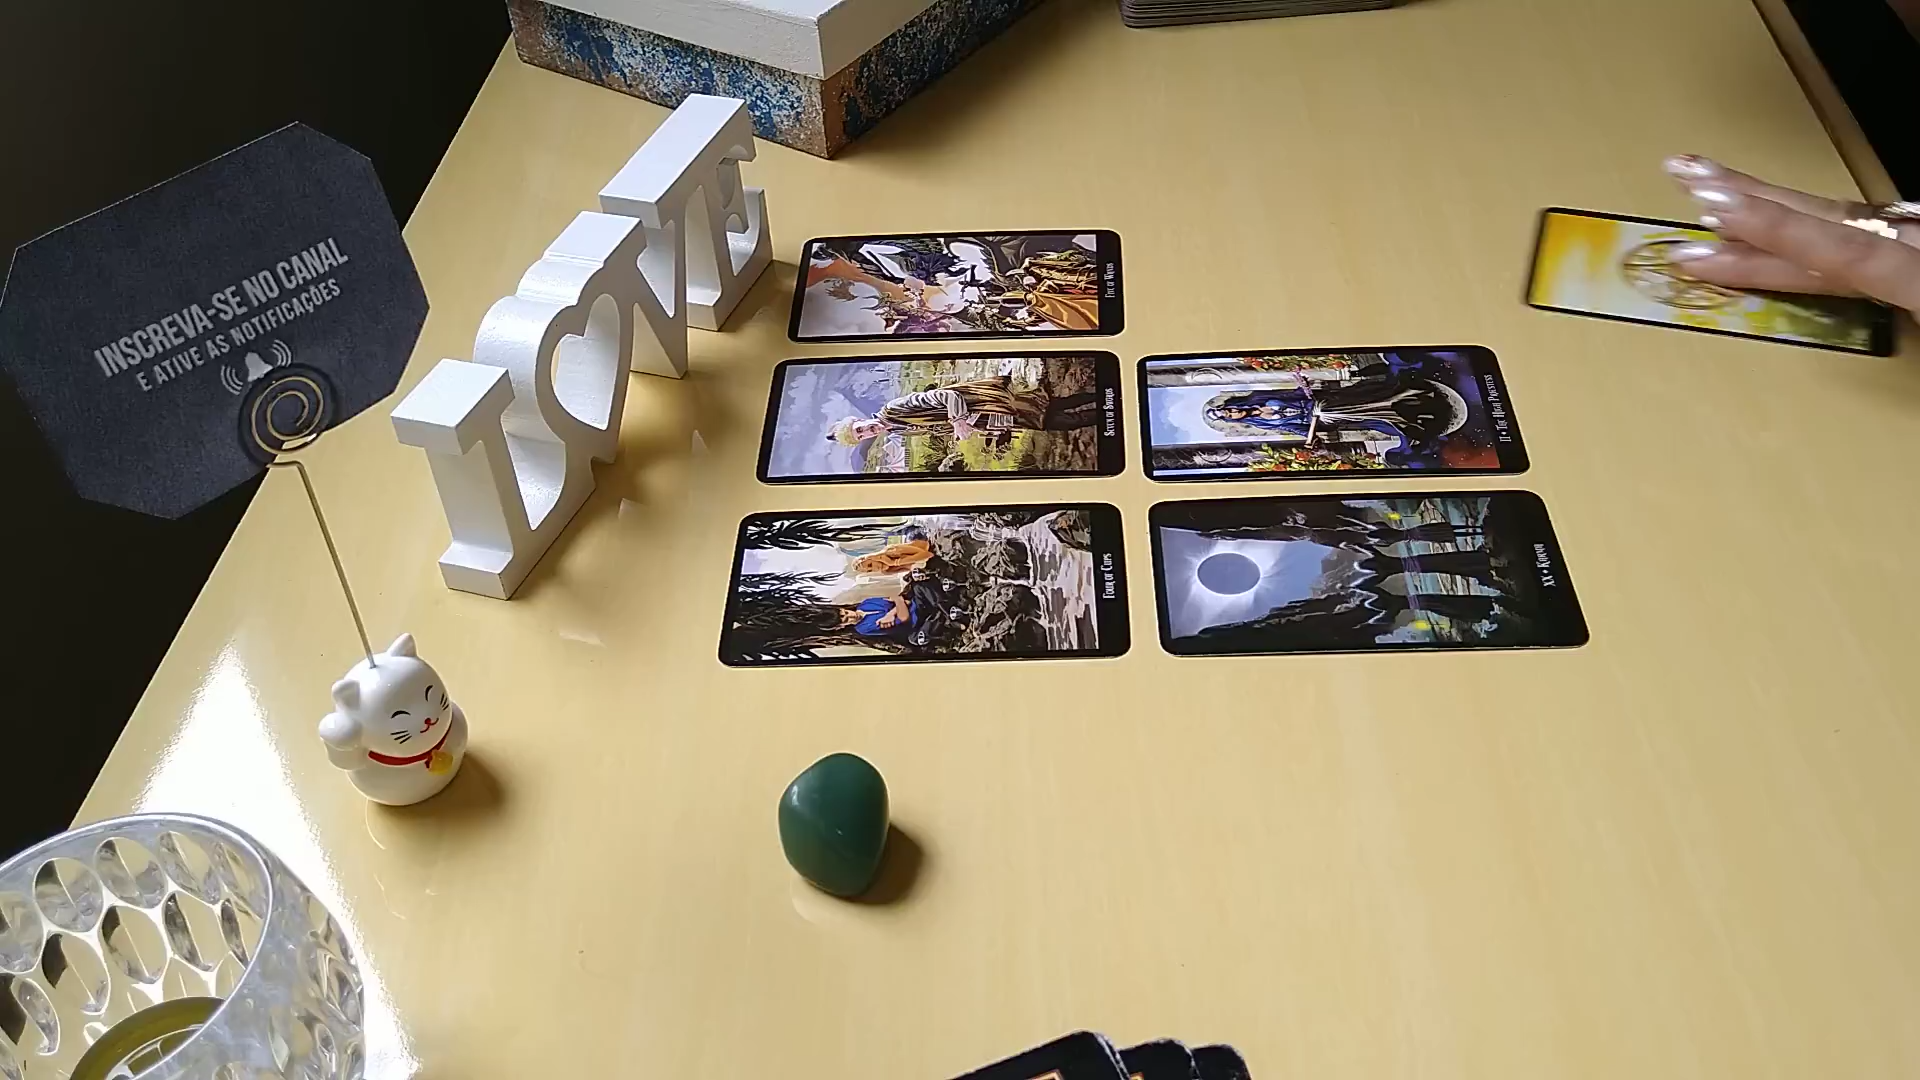 INSCREVA-SE NO CANAL
E ATIVE AS NOTIFICAÇÕES
LOVE
FIVE OF WANDS
SEVEN OF SWORDS
II • THE HIGH PRIESTESS
FOUR OF CUPS
XX • KARMA